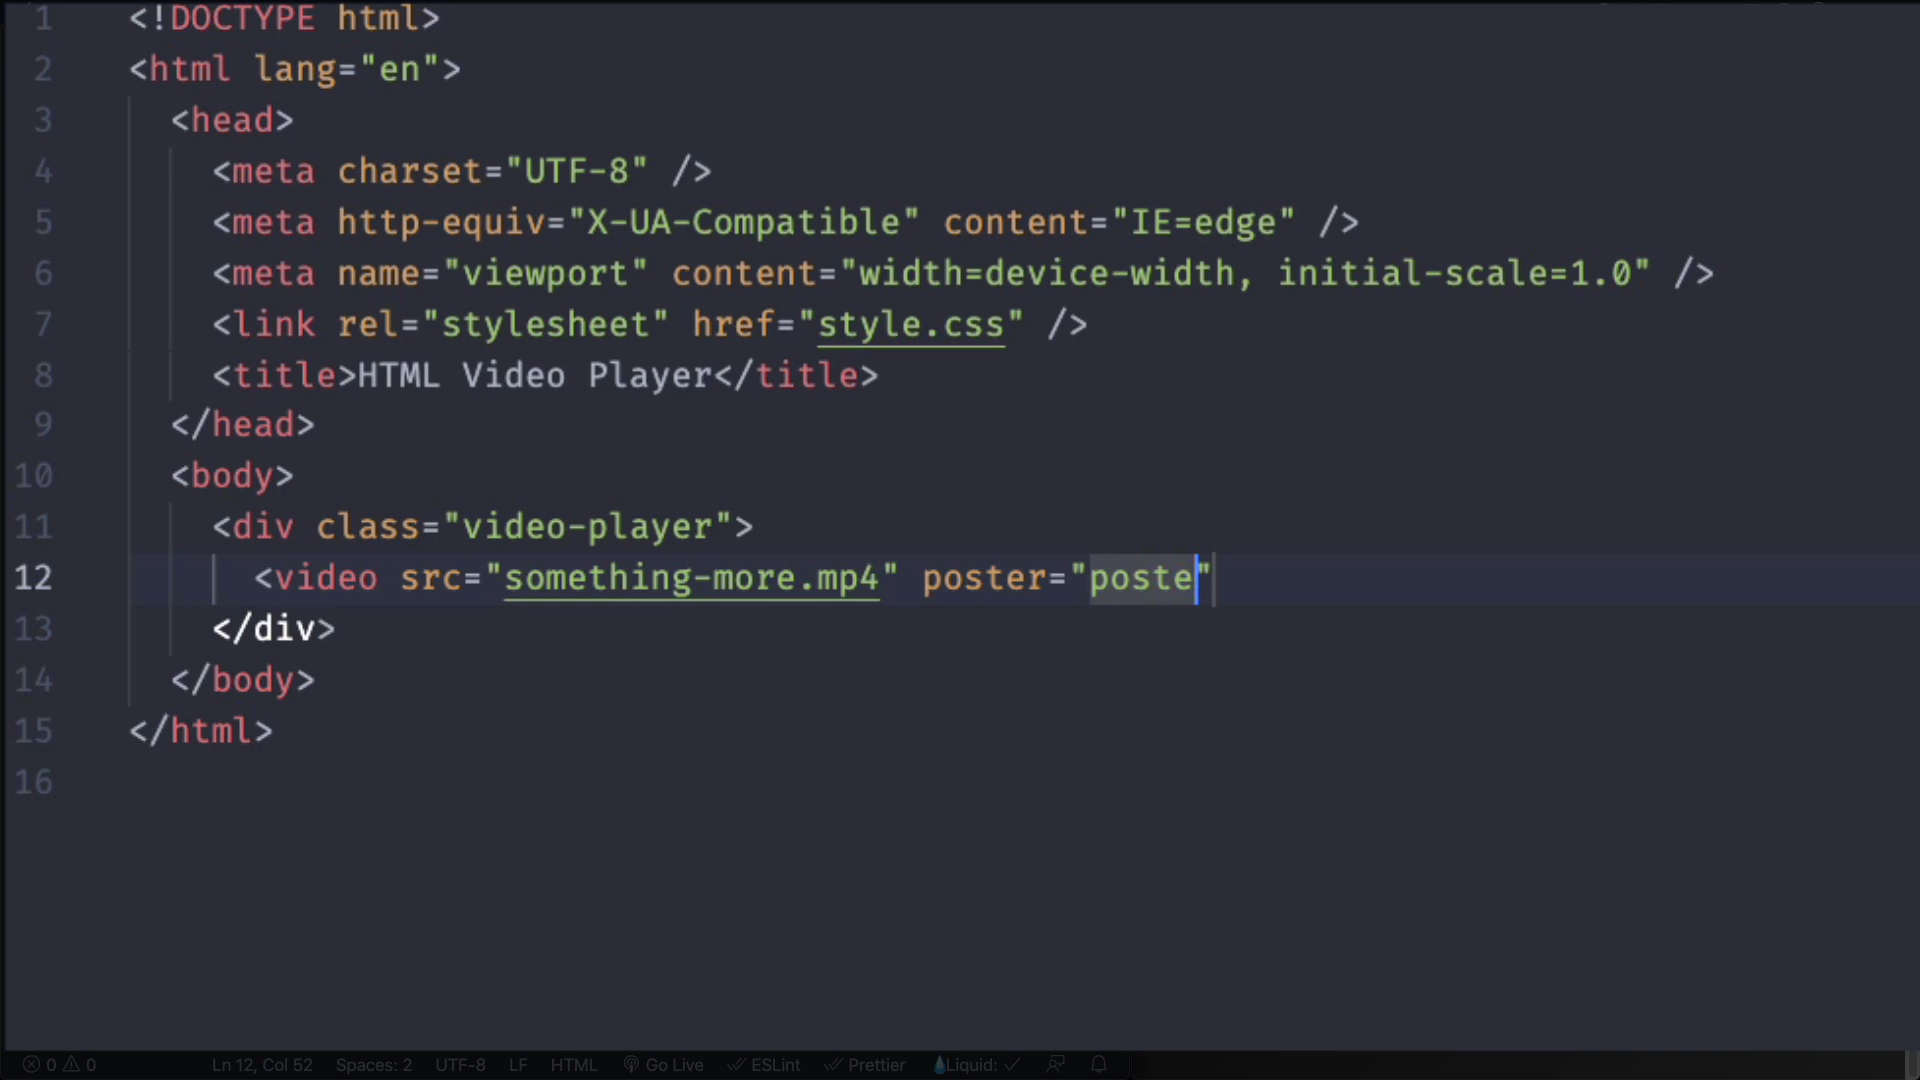 1 <!DOCTYPE html>
2 <html lang="en">
3 <head>
4 <meta charset="UTF-8" />
5 <meta http-equiv="X-UA-Compatible" content="IE=edge" />
6 <meta name="viewport" content="width=device-width, initial-scale=1.0" />
7 <link rel="stylesheet" href="style.css" />
8 <title>HTML Video Player</title>
9 </head>
10 <body>
11 <div class="video-player">
12 <video src="something-more.mp4" poster="poste"
13 </div>
14 </body>
15 </html>
16
0 0 Ln 12, Col 52 Spaces: 2 UTF-8 LF HTML Go Live ESLint Prettier Liquid: